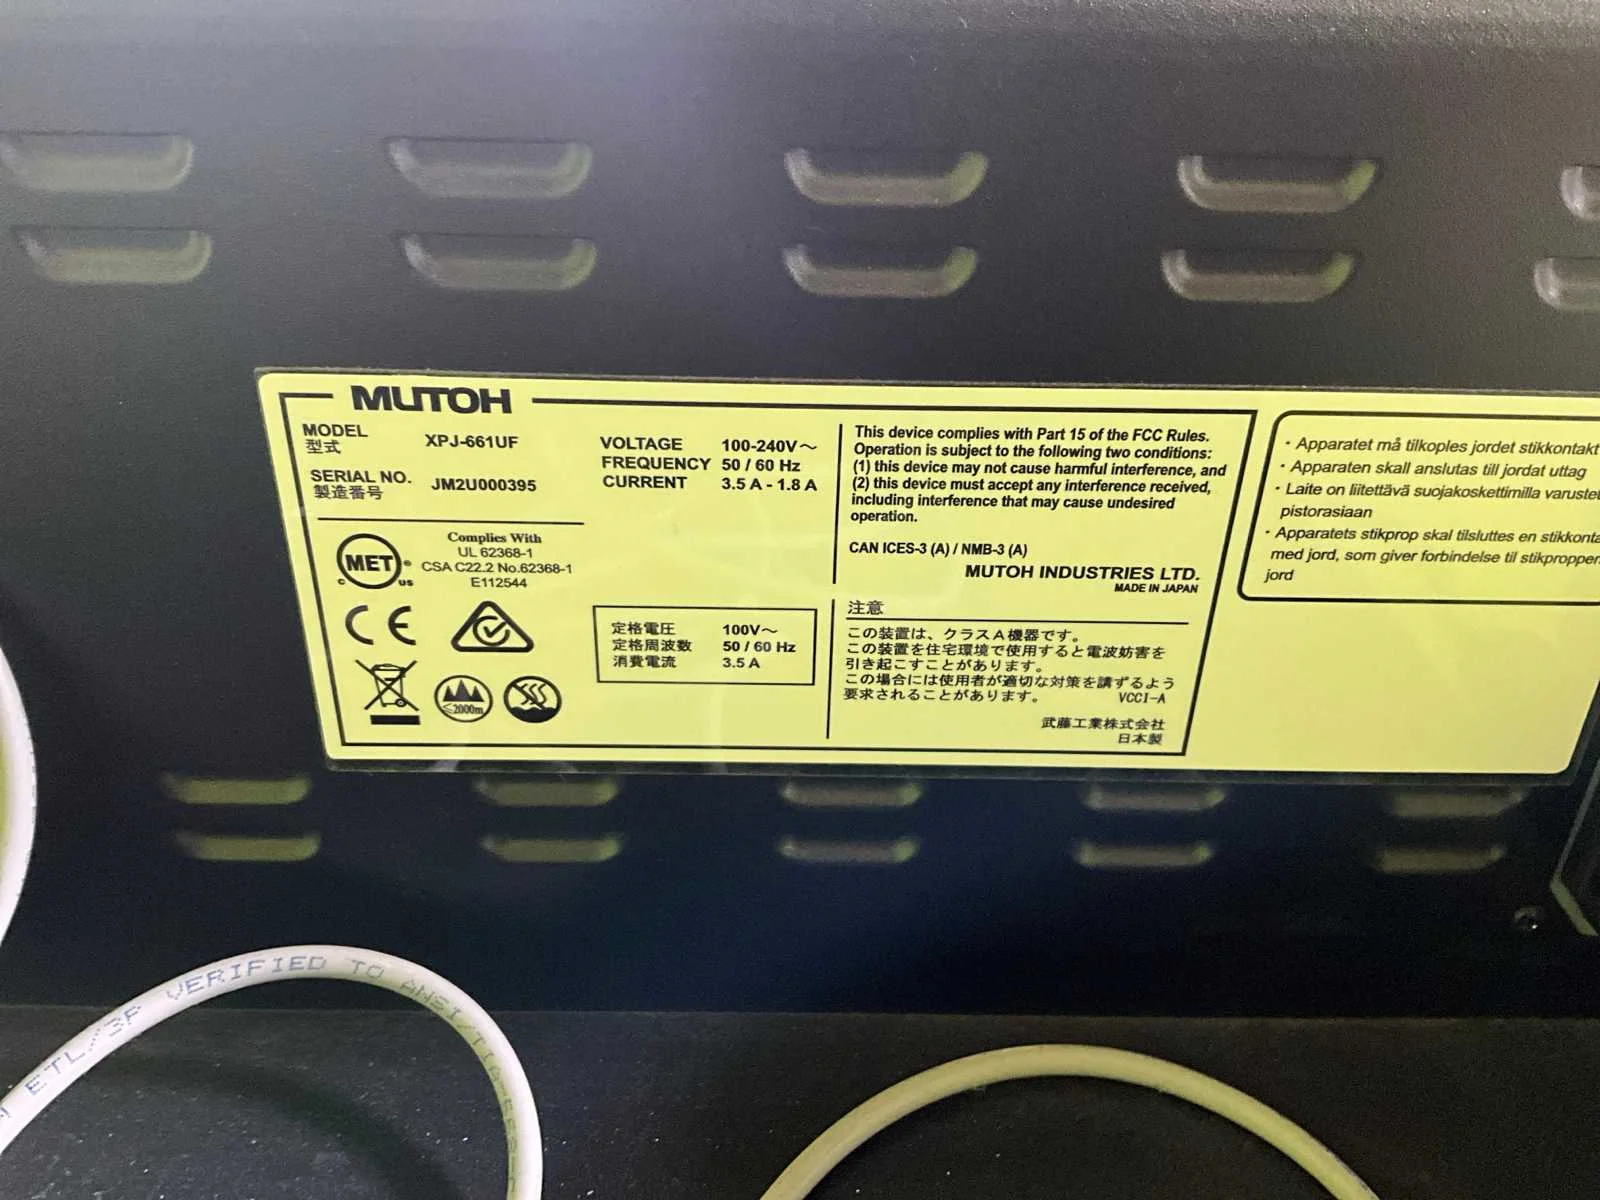 MUTOH
MODEL
型式
XPJ-661UF
SERIAL NO.
製造番号
JM2U000395
VOLTAGE 100-240V～
FREQUENCY 50 / 60 Hz
CURRENT 3.5 A - 1.8 A
MET
C US
Complies With
UL 62368-1
CSA C22.2 No.62368-1
E112544
CE
≤2000m
定格電圧 100V～
定格周波数 50 / 60 Hz
消費電流 3.5 A
This device complies with Part 15 of the FCC Rules.
Operation is subject to the following two conditions:
(1) this device may not cause harmful interference, and
(2) this device must accept any interference received,
including interference that may cause undesired
operation.
CAN ICES-3 (A) / NMB-3 (A)
MUTOH INDUSTRIES LTD.
MADE IN JAPAN
注意
この装置は、クラスA機器です。
この装置を住宅環境で使用すると電波妨害を
引き起こすことがあります。
この場合には使用者が適切な対策を講ずるよう
要求されることがあります。 VCCI-A
武藤工業株式会社
日本製
・Apparatet må tilkoples jordet stikkontakt
・Apparaten skall anslutas till jordat uttag
・Laite on liitettävä suojakoskettimilla
pistorasiaan
・Apparatets stikprop skal tilsluttes en
med jord, som giver forbindelse til
jord
ETL VERIFIED TO ANSI/TIA